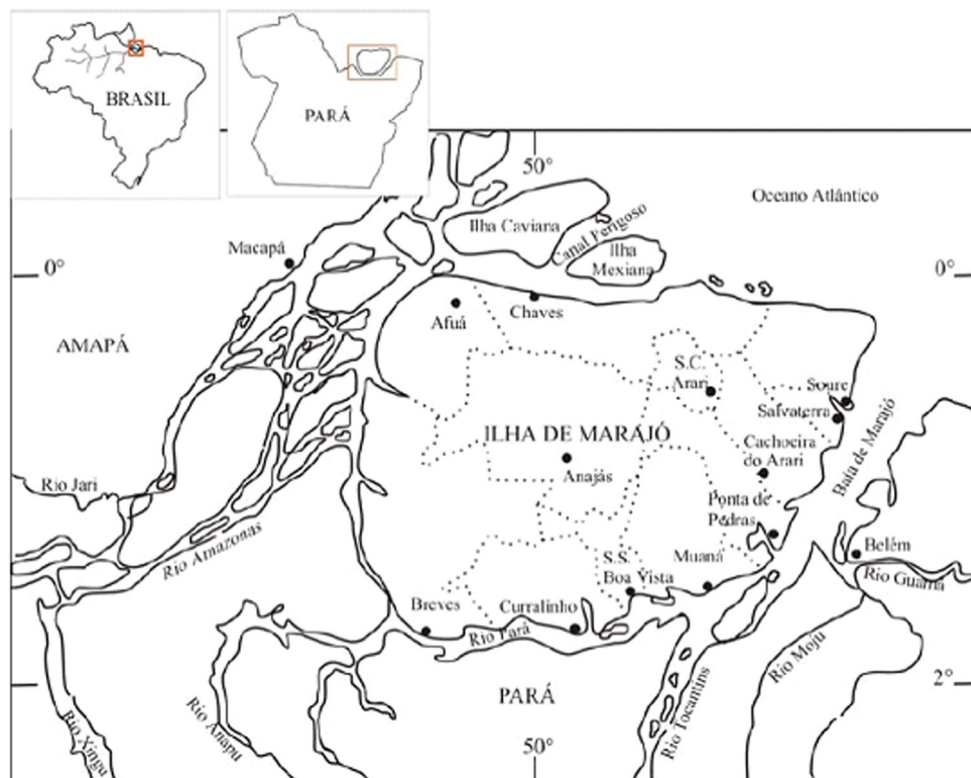 BRASIL
PARÁ
50°
Oceano Atlântico
Ilha Caviana
Canal Perigoso
Ilha
Mexiana
Macapá
0°
0°
Afuá
Chaves
AMAPÁ
S.C.
Arari
Soure
Salvaterra
ILHA DE MARAJÓ
Cachoeira
do Arari
Baía de Marajó
Anajás
Rio Jari
Ponta de
Pedras
Rio Amazonas
S.S.
Boa Vista
Muaná
Belém
Rio Guamá
Breves
Curralinho
Rio Pará
PARÁ
Rio Moju
2°
Rio Xingu
Rio Anapu
Rio Tocantins
50°